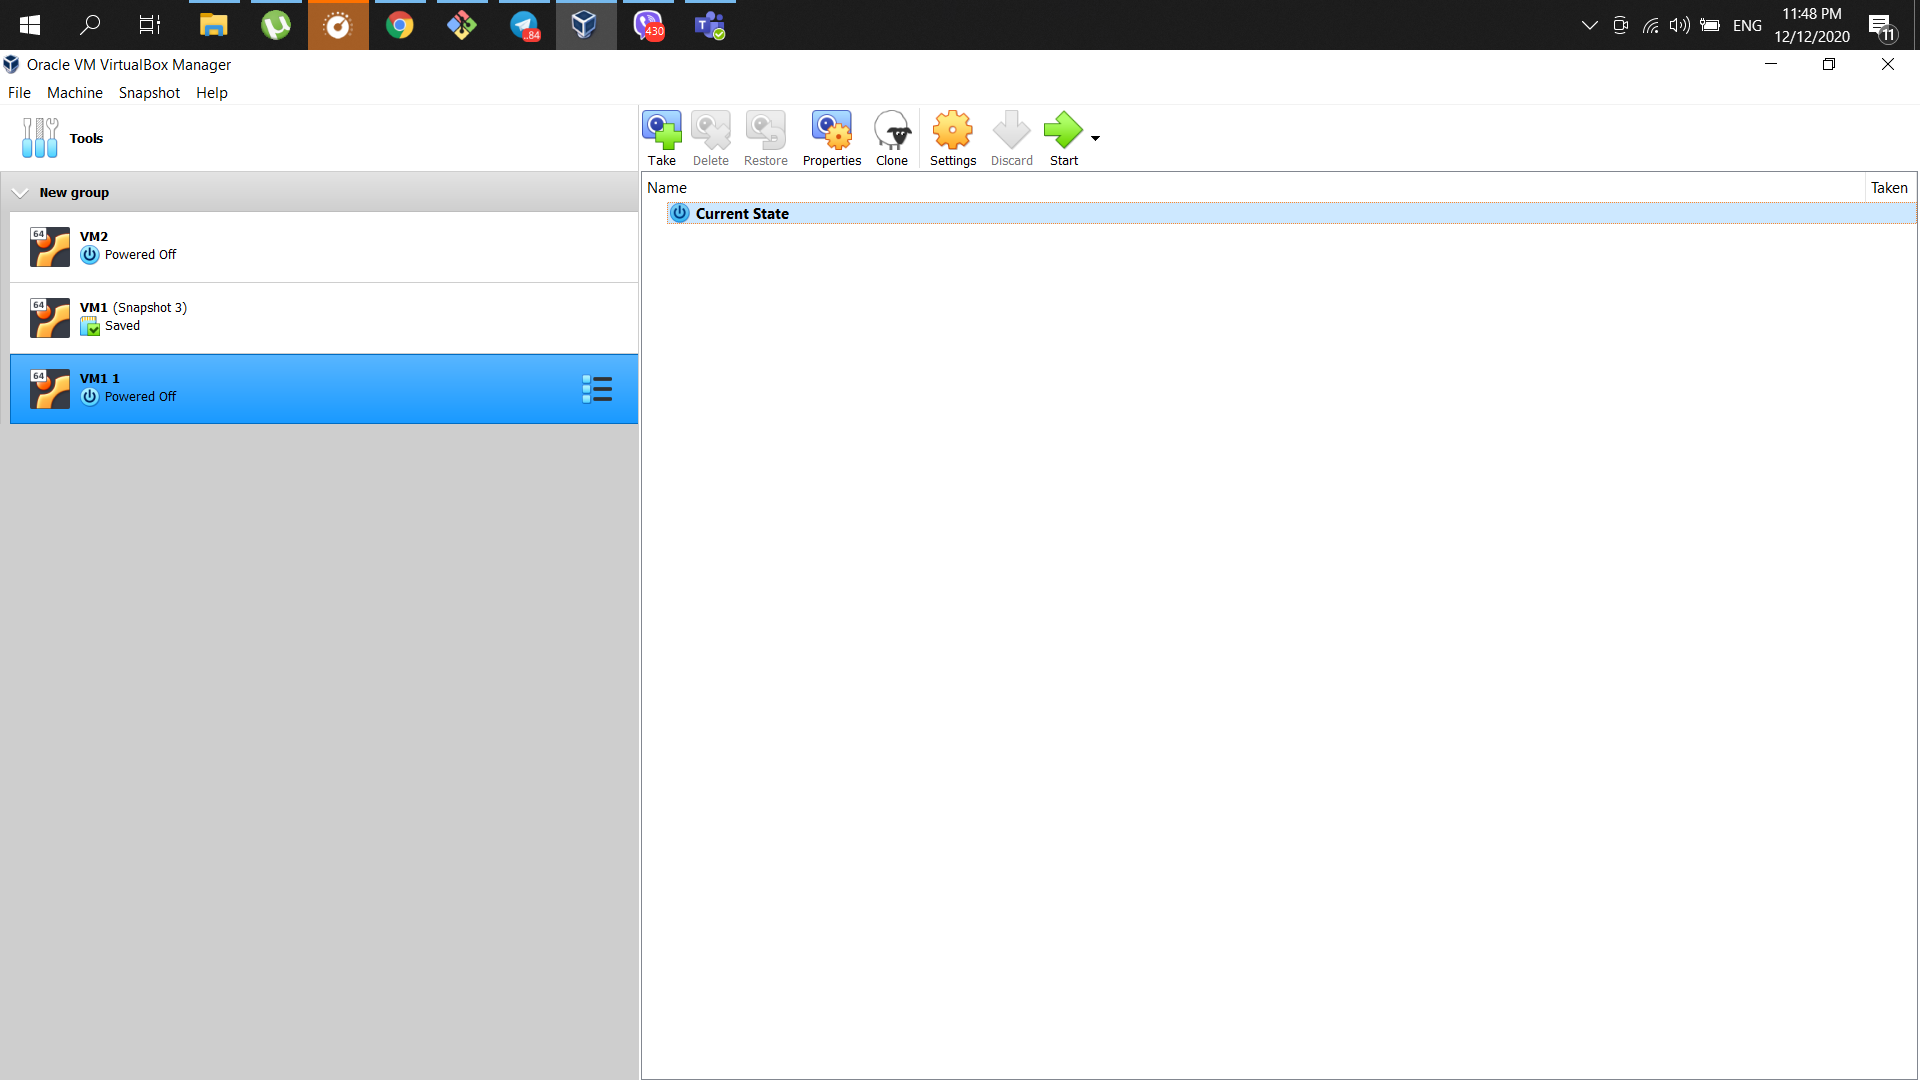 ..84
430
ENG
11:48 PM
12/12/2020
11
Oracle VM VirtualBox Manager
File Machine Snapshot Help
Tools
Take Delete Restore Properties Clone Settings Discard Start
New group
Name Taken
Current State
64
VM2
Powered Off
64
VM1 (Snapshot 3)
Saved
64
VM1 1
Powered Off